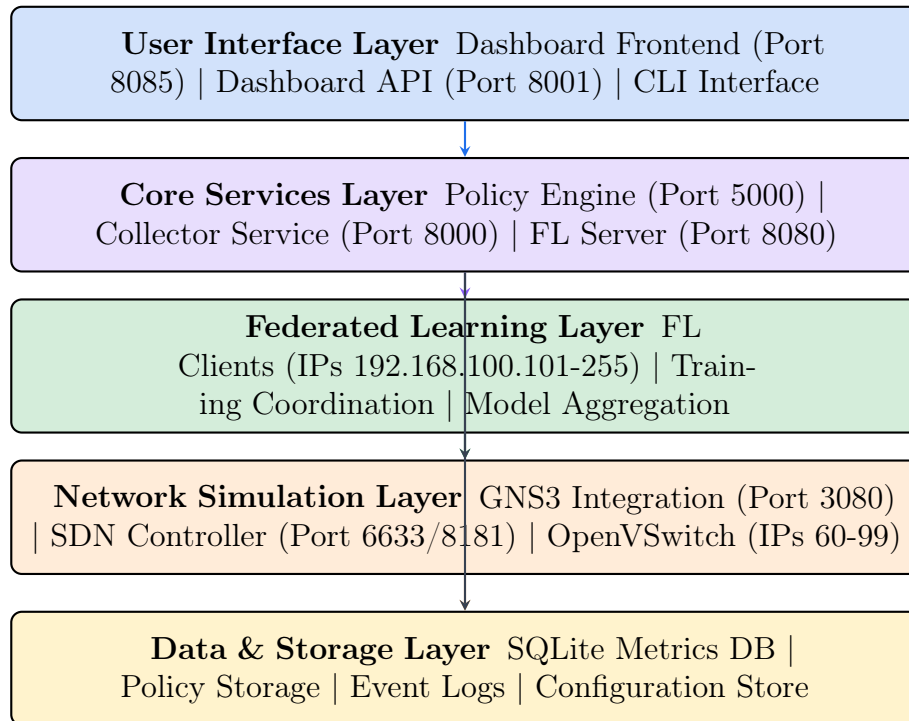 User Interface Layer Dashboard Frontend (Port
8085) | Dashboard API (Port 8001) | CLI Interface
Core Services Layer Policy Engine (Port 5000) |
Collector Service (Port 8000) | FL Server (Port 8080)
Federated Learning Layer FL
Clients (IPs 192.168.100.101-255) | Train-
ing Coordination | Model Aggregation
Network Simulation Layer GNS3 Integration (Port 3080)
| SDN Controller (Port 6633/8181) | OpenVSwitch (IPs 60-99)
Data & Storage Layer SQLite Metrics DB |
Policy Storage | Event Logs | Configuration Store